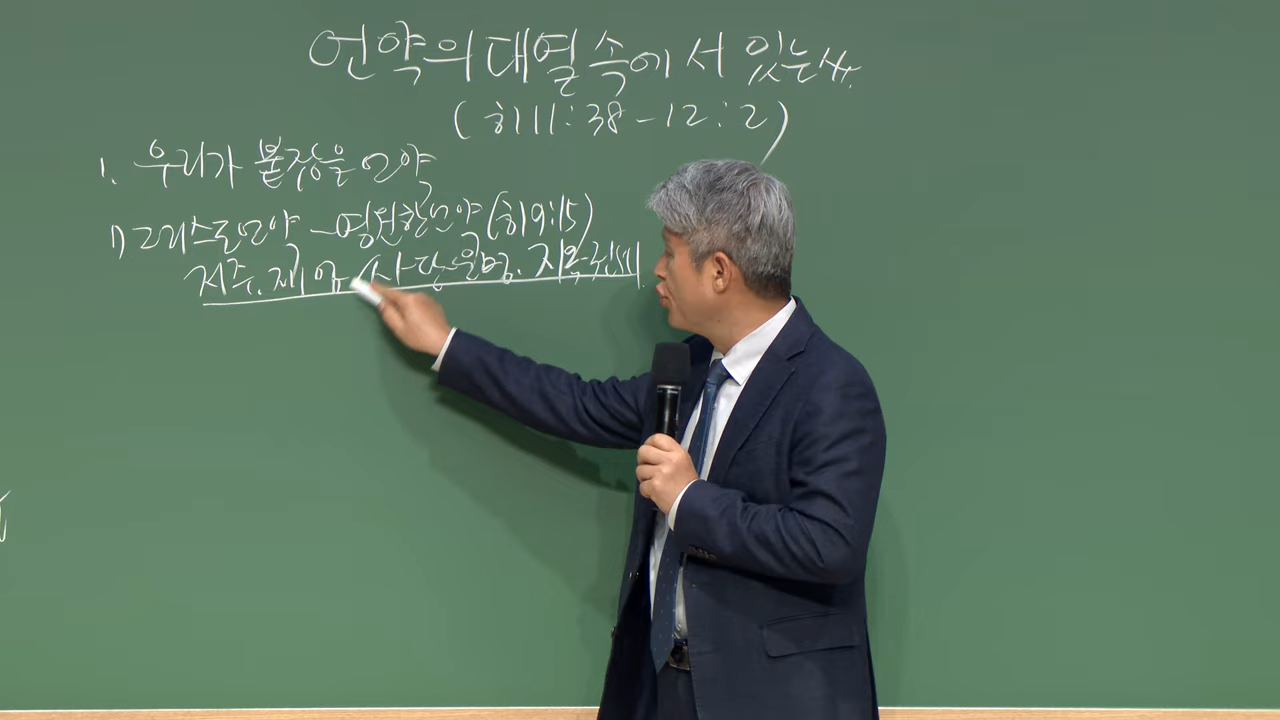 언약의 대열 속에 서 있는 사.
(히 11:38-12:2)
1. 우리가 붙잡을 언약
1) 그리스도언약 - 영원한언약(히9:15)
저주. 재앙. 사단운명. 지옥권세